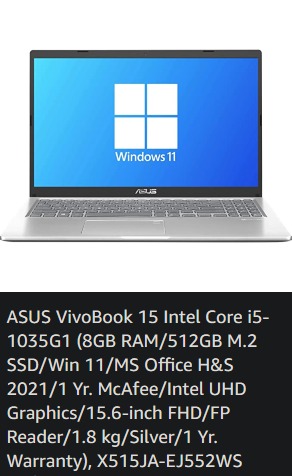 Windows 11
ASUS
ASUS VivoBook 15 Intel Core i5-
1035G1 (8GB RAM/512GB M.2
SSD/Win 11/MS Office H&S
2021/1 Yr. McAfee/Intel UHD
Graphics/15.6-inch FHD/FP
Reader/1.8 kg/Silver/1 Yr.
Warranty), X515JA-EJ552WS